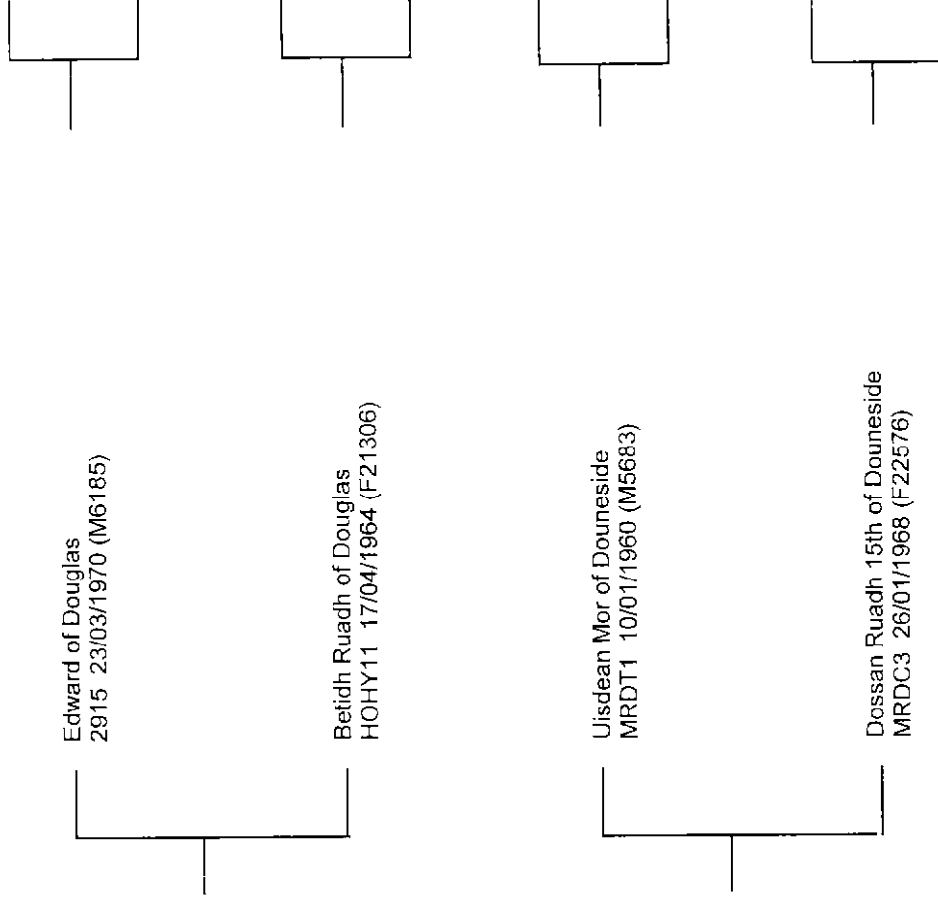 Edward of Douglas
2915 23/03/1970 (M6185)
Betidh Ruadh of Douglas
HOHY11 17/04/1964 (F21306)
Uisdean Mor of Douneside
MRDT1 10/01/1960 (M5683)
Dossan Ruadh 15th of Douneside
MRDC3 26/01/1968 (F22576)